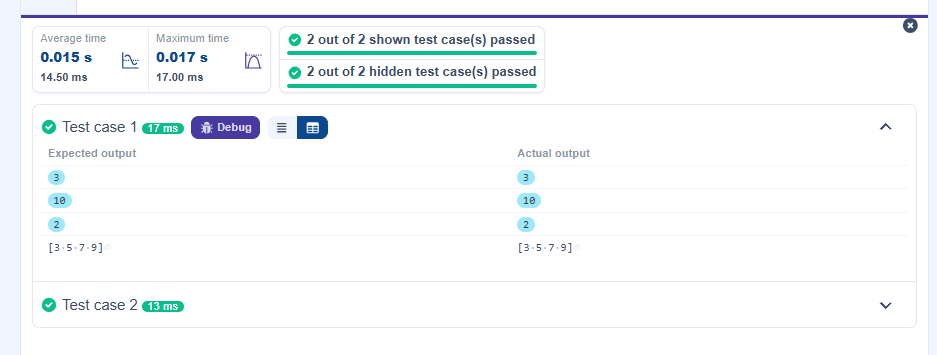 Average time
Maximum time
0.015 s
0.017 s
14.50 ms
17.00 ms
2 out of 2 shown test case(s) passed
2 out of 2 hidden test case(s) passed
Test case 1 17 ms Debug
Expected output
Actual output
3
3
10
10
2
2
[3·5·7·9]
[3·5·7·9]
Test case 2 13 ms